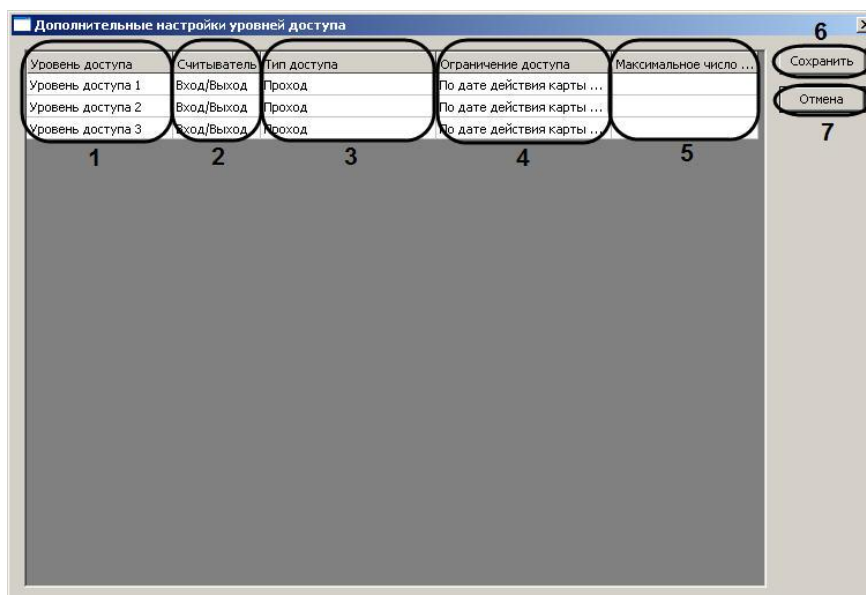 Дополнительные настройки уровней доступа
6
Уровень доступа Считыватель Тип доступа Ограничение доступа Максимальное число ... Сохранить
Уровень доступа 1 Вход/Выход Проход По дате действия карты ...
Отмена
Уровень доступа 2 Вход/Выход Проход По дате действия карты ...
Уровень доступа 3 Вход/Выход Проход По дате действия карты ...
7
1 2 3 4 5